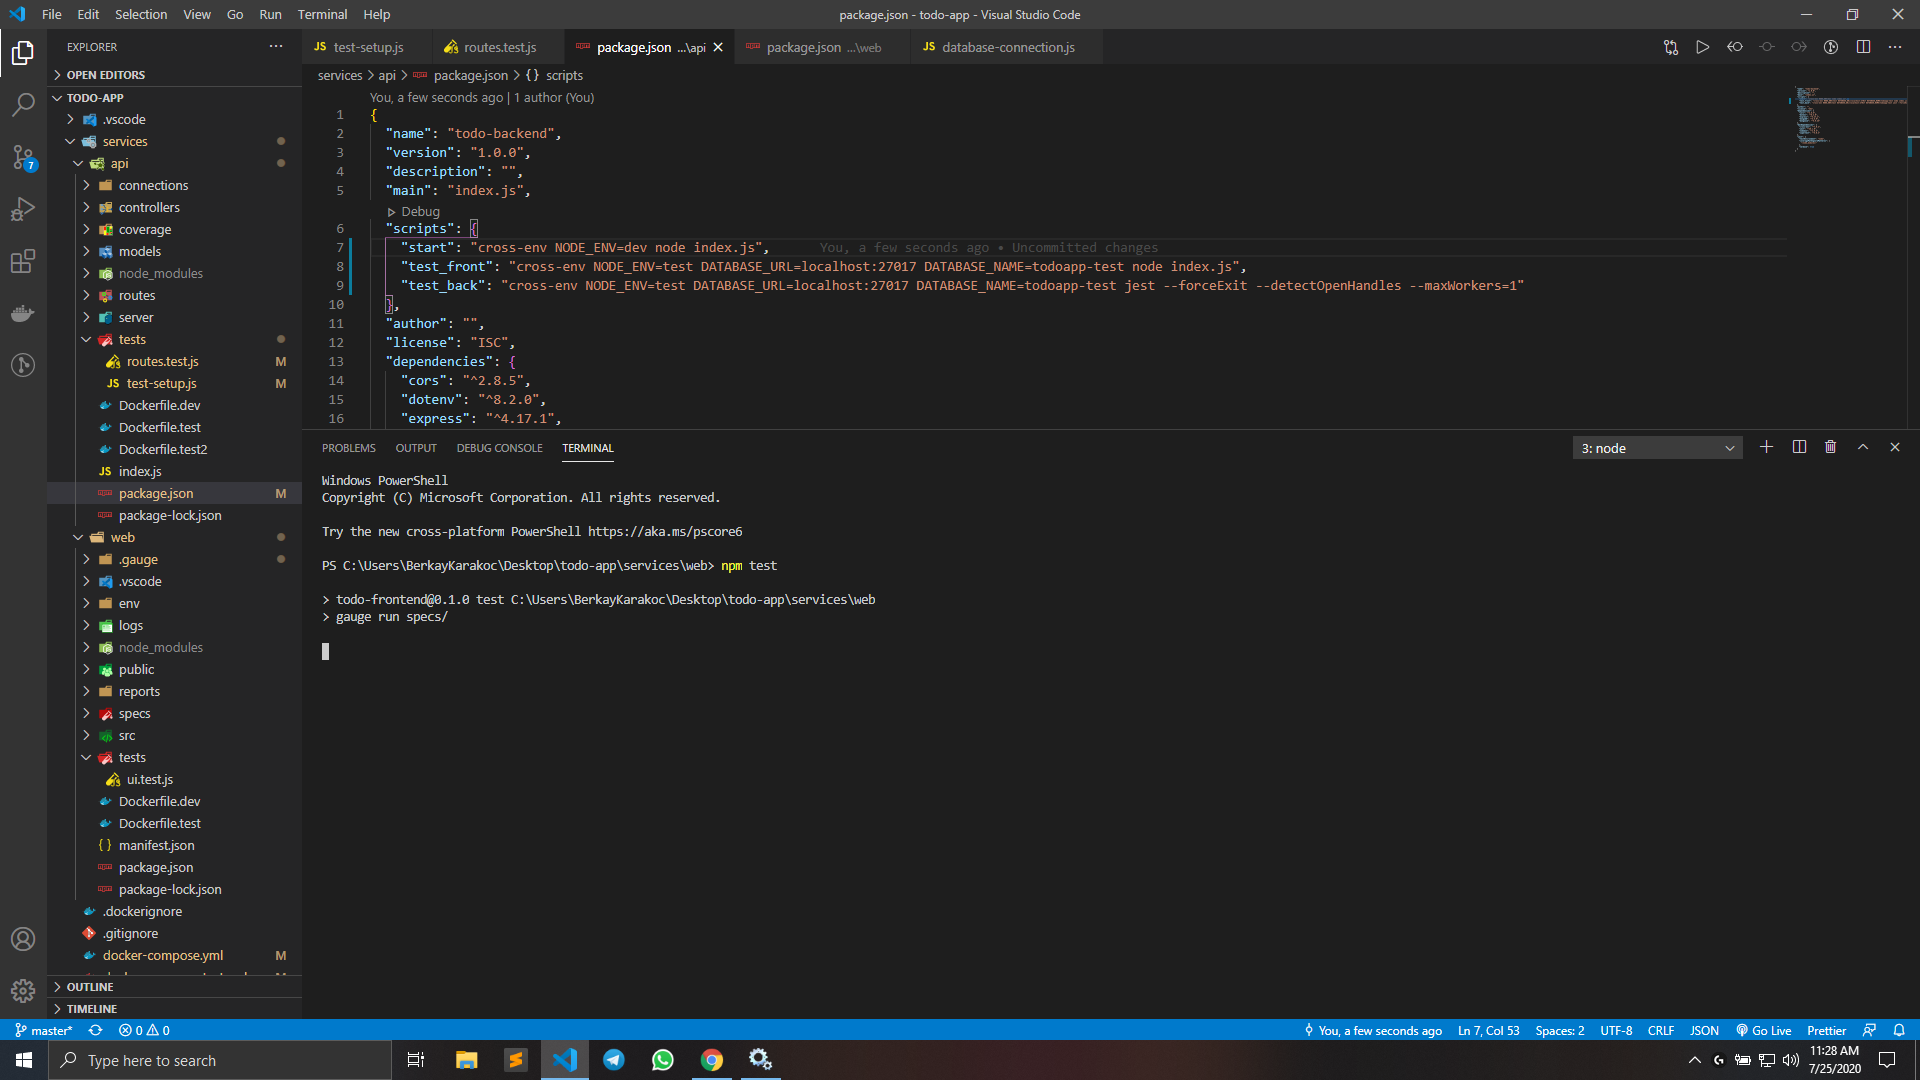 File Edit Selection View Go Run Terminal Help
package.json - todo-app - Visual Studio Code
EXPLORER
OPEN EDITORS
TODO-APP
.vscode
services
api
connections
controllers
coverage
models
node_modules
routes
server
tests
routes.test.js M
test-setup.js M
Dockerfile.dev
Dockerfile.test
Dockerfile.test2
JS index.js
package.json M
package-lock.json
web
.gauge
.vscode
env
logs
node_modules
public
reports
specs
src
tests
ui.test.js
Dockerfile.dev
Dockerfile.test
{ } manifest.json
package.json
package-lock.json
.dockerignore
.gitignore
docker-compose.yml M
OUTLINE
TIMELINE
JS test-setup.js
routes.test.js
package.json ...\api
package.json ...\web
JS database-connection.js
services > api > package.json > {} scripts
You, a few seconds ago | 1 author (You)
1 {
2 "name": "todo-backend",
3 "version": "1.0.0",
4 "description": "",
5 "main": "index.js",
Debug
6 "scripts": {
7 "start": "cross-env NODE_ENV=dev node index.js", You, a few seconds ago • Uncommitted changes
8 "test_front": "cross-env NODE_ENV=test DATABASE_URL=localhost:27017 DATABASE_NAME=todoapp-test node index.js",
9 "test_back": "cross-env NODE_ENV=test DATABASE_URL=localhost:27017 DATABASE_NAME=todoapp-test jest --forceExit --detectOpenHandles --maxWorkers=1"
10 },
11 "author": "",
12 "license": "ISC",
13 "dependencies": {
14 "cors": "^2.8.5",
15 "dotenv": "^8.2.0",
16 "express": "^4.17.1",
PROBLEMS OUTPUT DEBUG CONSOLE TERMINAL
3: node
Windows PowerShell
Copyright (C) Microsoft Corporation. All rights reserved.
Try the new cross-platform PowerShell https://aka.ms/pscore6
PS C:\Users\BerkayKarakoc\Desktop\todo-app\services\web> npm test
> todo-frontend@0.1.0 test C:\Users\BerkayKarakoc\Desktop\todo-app\services\web
> gauge run specs/
7
master* 0 0
You, a few seconds ago Ln 7, Col 53 Spaces: 2 UTF-8 CRLF JSON Go Live Prettier
Type here to search
11:28 AM
7/25/2020